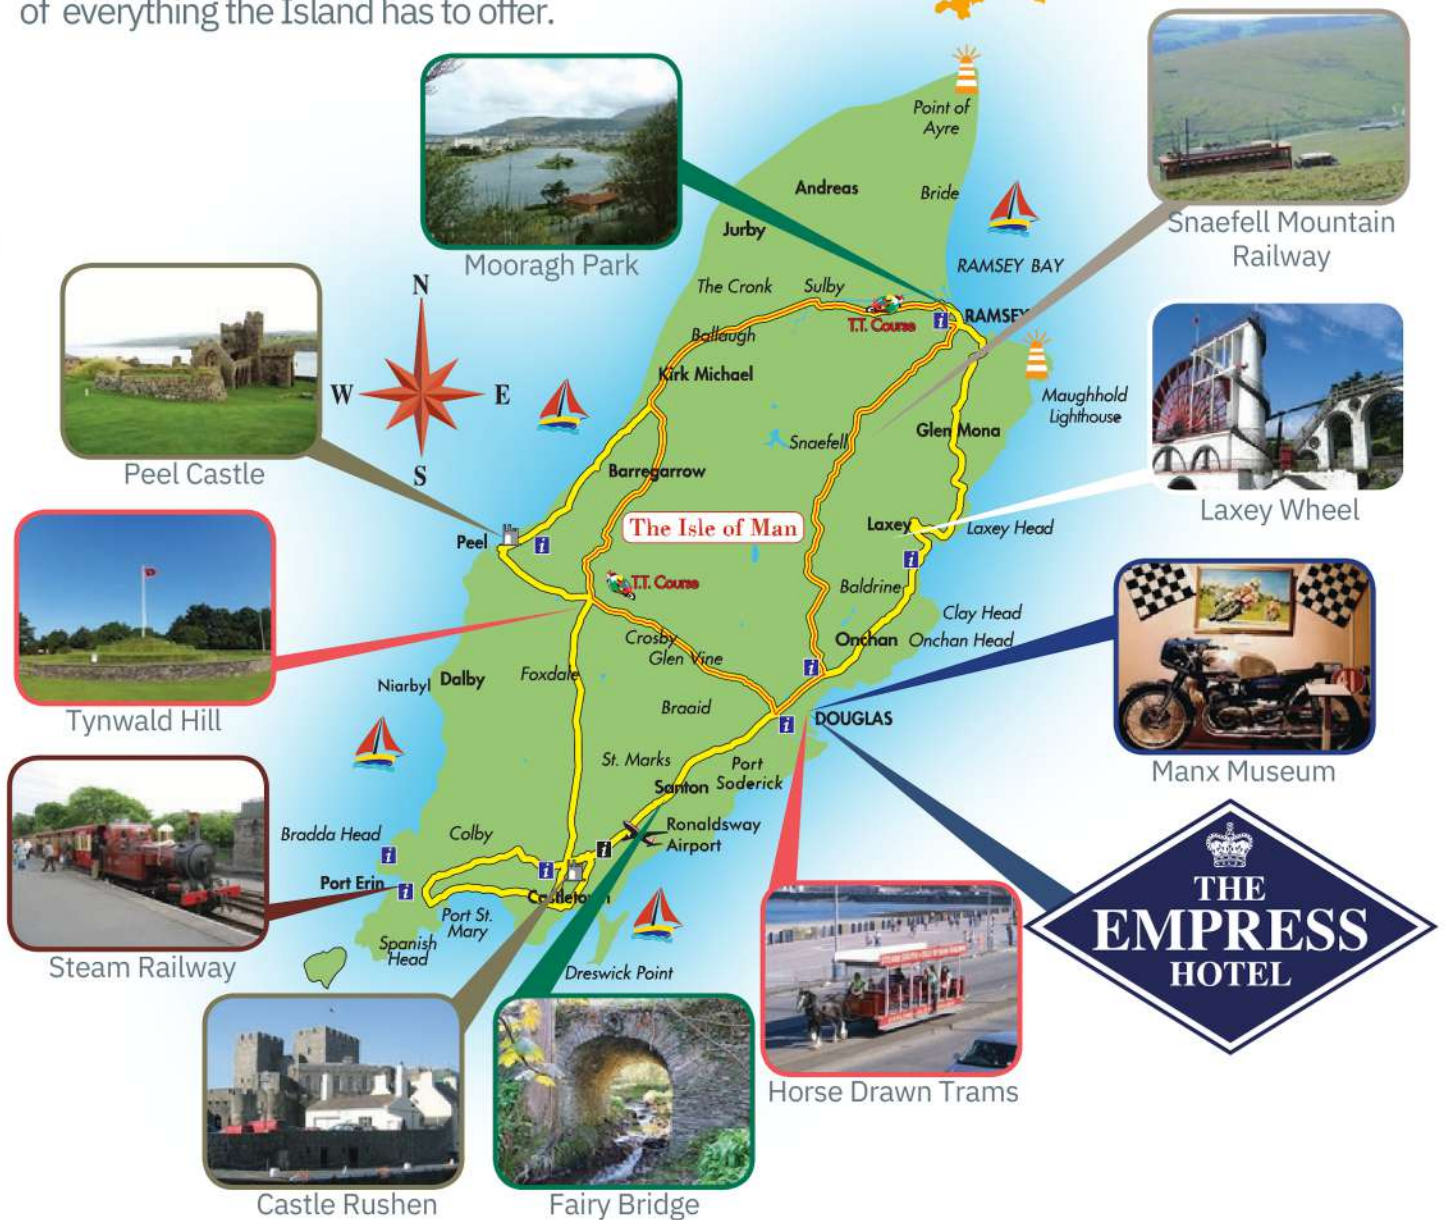 of everything the Island has to offer.
Point of
Ayre
Andreas
Bride
Jurby
Snaefell Mountain
Railway
Mooragh Park
RAMSEY BAY
The Cronk
Sulby
N
T.T. Course
RAMSEY
Ballaugh
Kirk Michael
W
E
Maughhold
Lighthouse
Glen Mona
Snaefell
S
Peel Castle
Barregarrow
Laxey Wheel
The Isle of Man
Laxey
Laxey Head
Peel
i
i
T.T. Course
Baldrine
Clay Head
Crosby
Onchan
Onchan Head
Glen Vine
i
Foxdale
Niarbyl
Dalby
Braaid
Tynwald Hill
i
DOUGLAS
St. Marks
Port
Soderick
Manx Museum
Santon
Bradda Head
Colby
Ronaldsway
Airport
i
i
i
Port Erin
i
Castletown
Port St.
Mary
Spanish
Head
Steam Railway
Dreswick Point
THE
EMPRESS
HOTEL
Horse Drawn Trams
Castle Rushen
Fairy Bridge